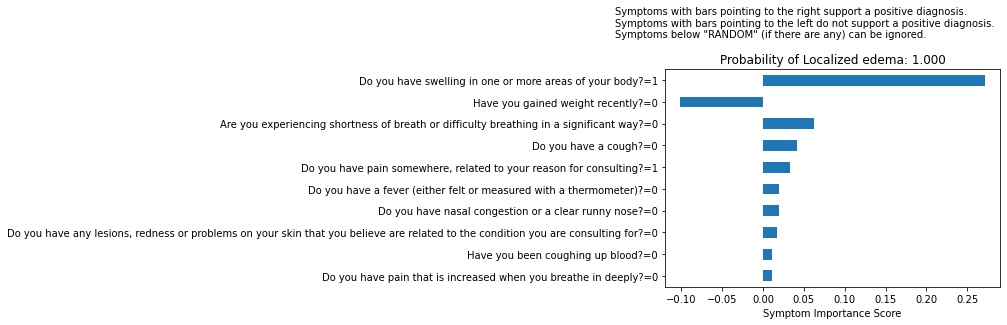 Symptoms with bars pointing to the right support a positive diagnosis.
Symptoms with bars pointing to the left do not support a positive diagnosis.
Symptoms below "RANDOM" (if there are any) can be ignored.
Probability of Localized edema: 1.000
Do you have swelling in one or more areas of your body?=1
Have you gained weight recently?=0
Are you experiencing shortness of breath or difficulty breathing in a significant way?=0
Do you have a cough?=0
Do you have pain somewhere, related to your reason for consulting?=1
Do you have a fever (either felt or measured with a thermometer)?=0
Do you have nasal congestion or a clear runny nose?=0
Do you have any lesions, redness or problems on your skin that you believe are related to the condition you are consulting for?=0
Have you been coughing up blood?=0
Do you have pain that is increased when you breathe in deeply?=0
−0.10 −0.05 0.00 0.05 0.10 0.15 0.20 0.25
Symptom Importance Score